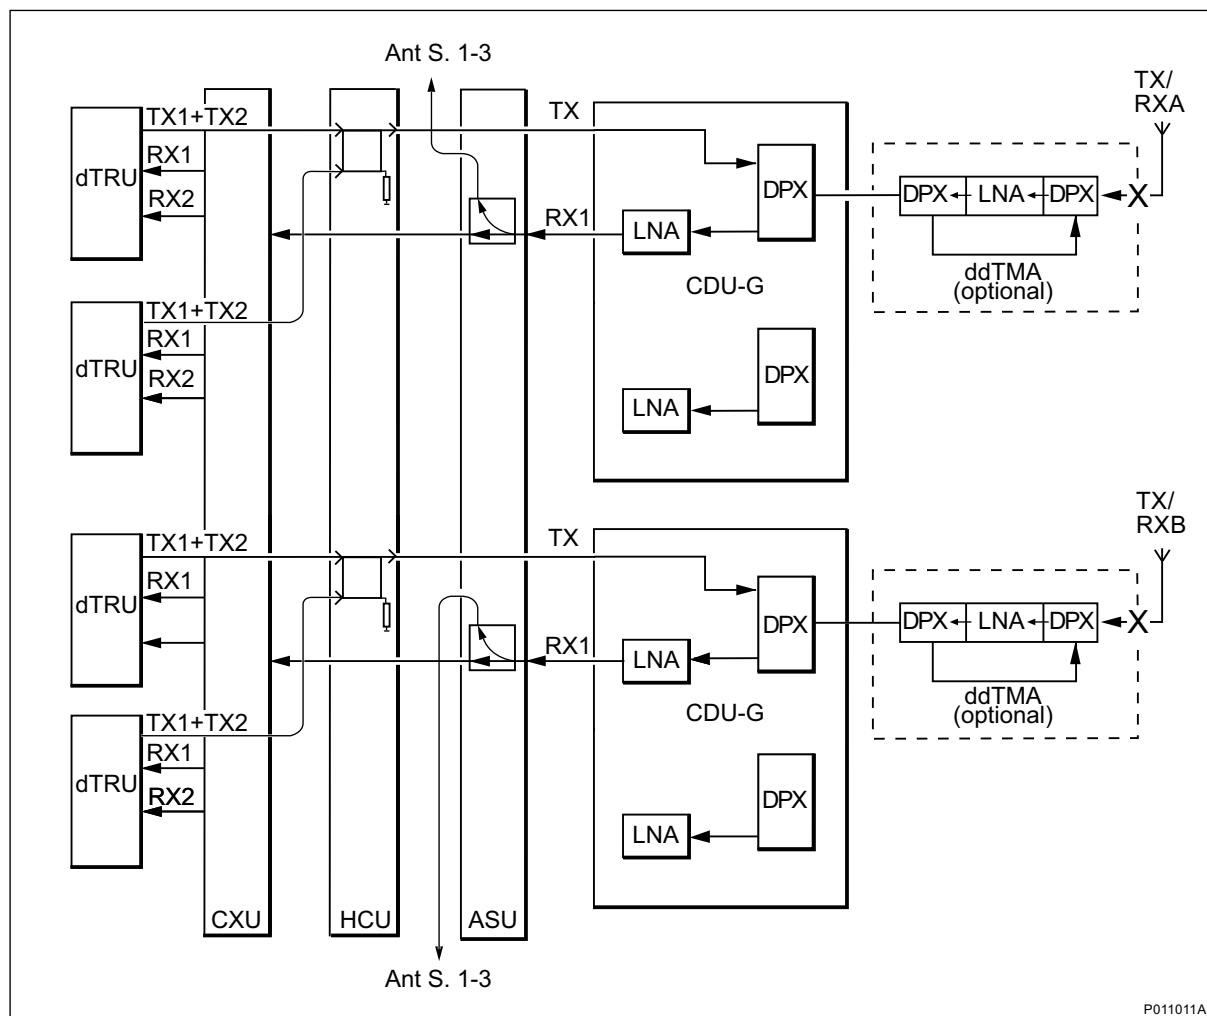 Ant S. 1-3
TX/
RXA
TX1+TX2
TX
RX1
dTRU
RX2
DPX
DPX LNA DPX
RX1
LNA
ddTMA
(optional)
CDU-G
TX1+TX2
RX1
dTRU
RX2
DPX
LNA
TX/
RXB
TX1+TX2
TX
RX1
dTRU
DPX
DPX LNA DPX
RX1
LNA
ddTMA
(optional)
CDU-G
TX1+TX2
RX1
dTRU
RX2
DPX
LNA
CXU
HCU
ASU
Ant S. 1-3
X
X
P011011A